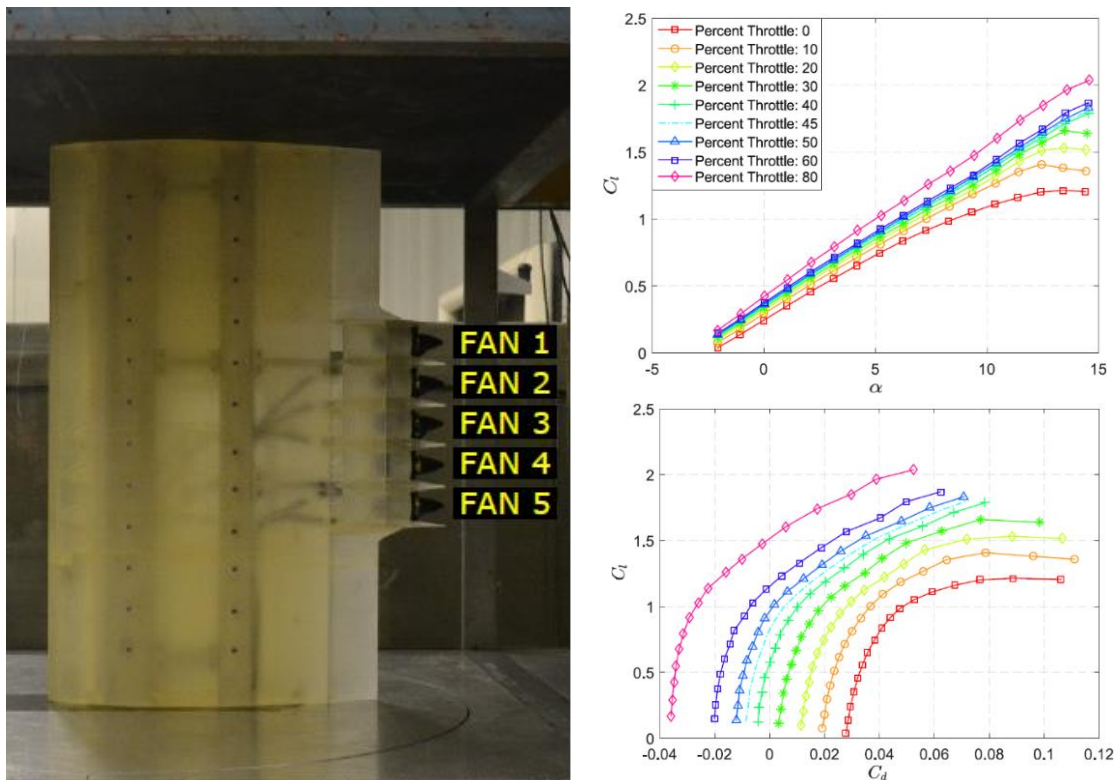 FAN 1
FAN 2
FAN 3
FAN 4
FAN 5
2.5
2
1.5
1
0.5
0
-5
0
5
10
15
α
C_l
Percent Throttle: 0
Percent Throttle: 10
Percent Throttle: 20
Percent Throttle: 30
Percent Throttle: 40
Percent Throttle: 45
Percent Throttle: 50
Percent Throttle: 60
Percent Throttle: 80
2.5
2
1.5
1
0.5
0
-0.04
-0.02
0
0.02
0.04
0.06
0.08
0.1
0.12
C_d
C_l